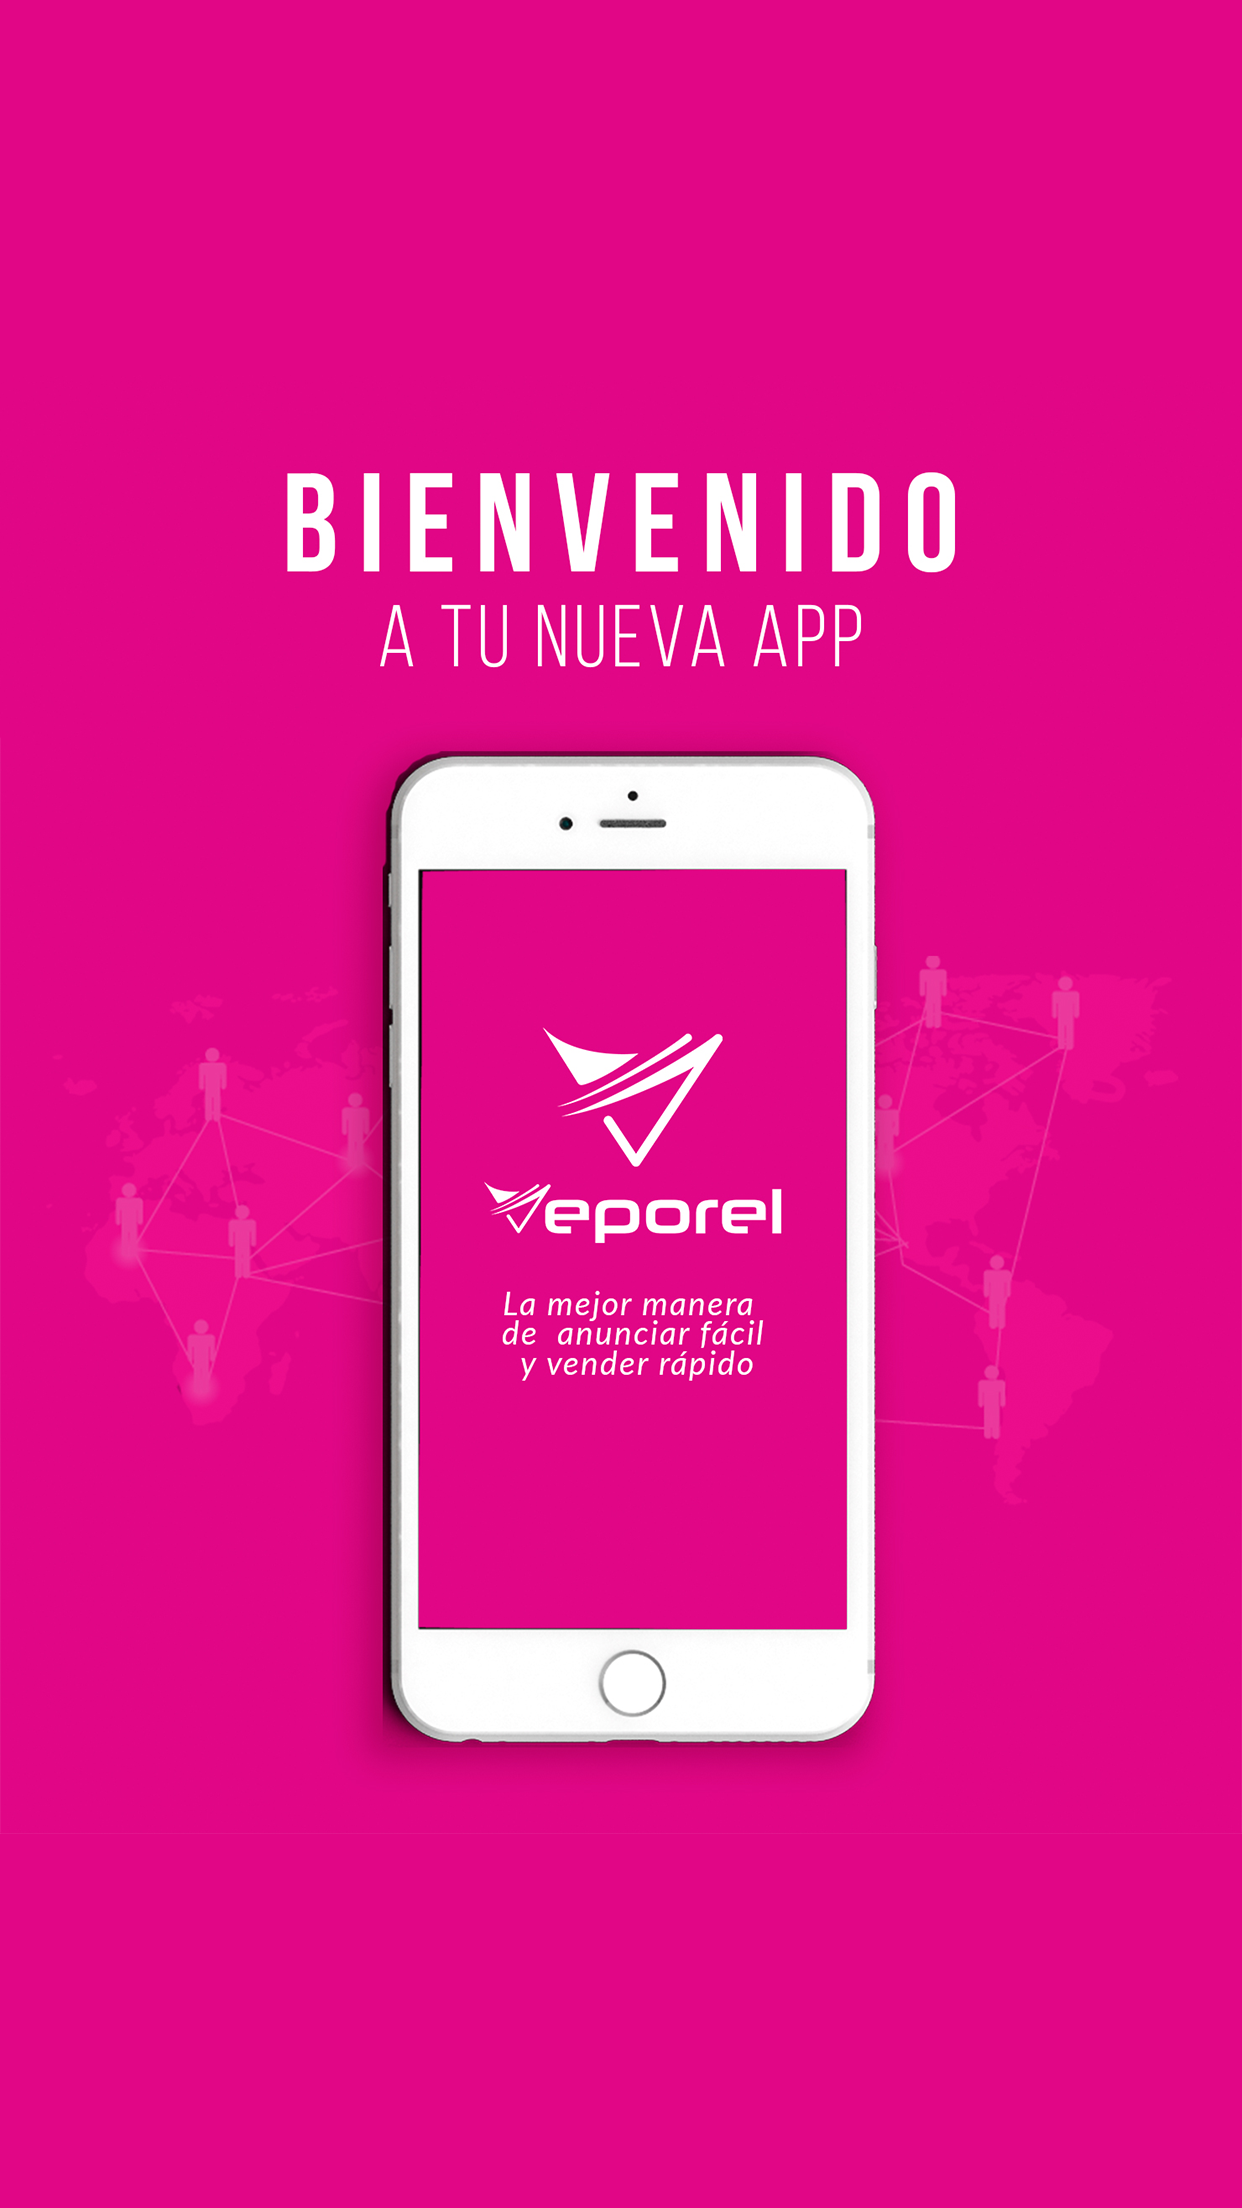 BIENVENIDO
A TU NUEVA APP
Veporel
La mejor manera
de anunciar fácil
y vender rápido